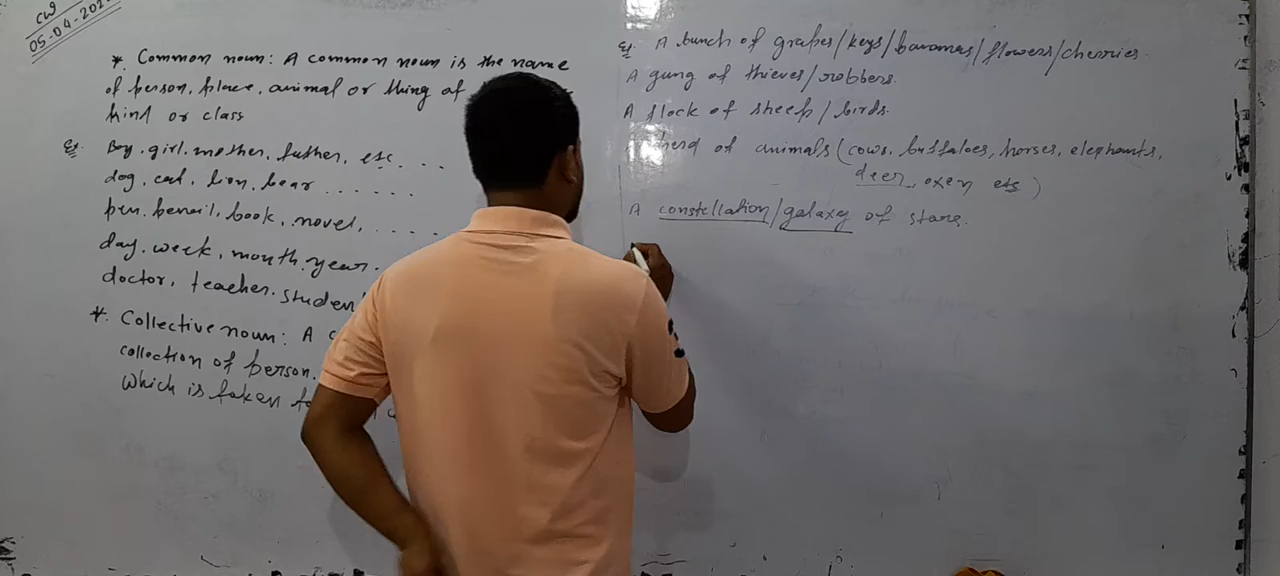 CW
05-04-202
* Common noun: A common noun is the name
of person, place, animal or thing of
kind or class
Ex. Boy, girl, mother, father, etc....
dog, cat, lion, bear ......
pen, pencil, book, novel, ....
day, week, month, year.
doctor, teacher, studen
* Collective noun: A c
collection of person,
which is taken to
Ex. A bunch of grapes/keys/bananas/flowers/cherries.
A gang of thieves/robbers.
A flock of sheep/birds.
herd of animals (cows, buffaloes, horses, elephants,
deer, oxen etc)
A constellation/galaxy of stars.